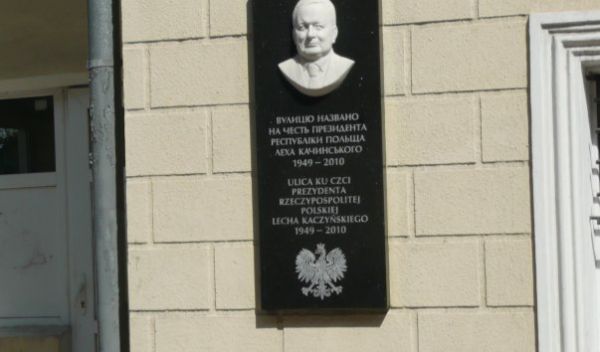 ВУЛИЦЮ НАЗВАНО
НА ЧЕСТЬ ПРЕЗИДЕНТА
РЕСПУБЛІКИ ПОЛЬЩА
ЛЕХА КАЧИНСЬКОГО
1949 – 2010
ULICA KU CZCI
PREZYDENTA
RZECZYPOSPOLITEJ
POLSKIEJ
LECHA KACZYŃSKIEGO
1949 – 2010